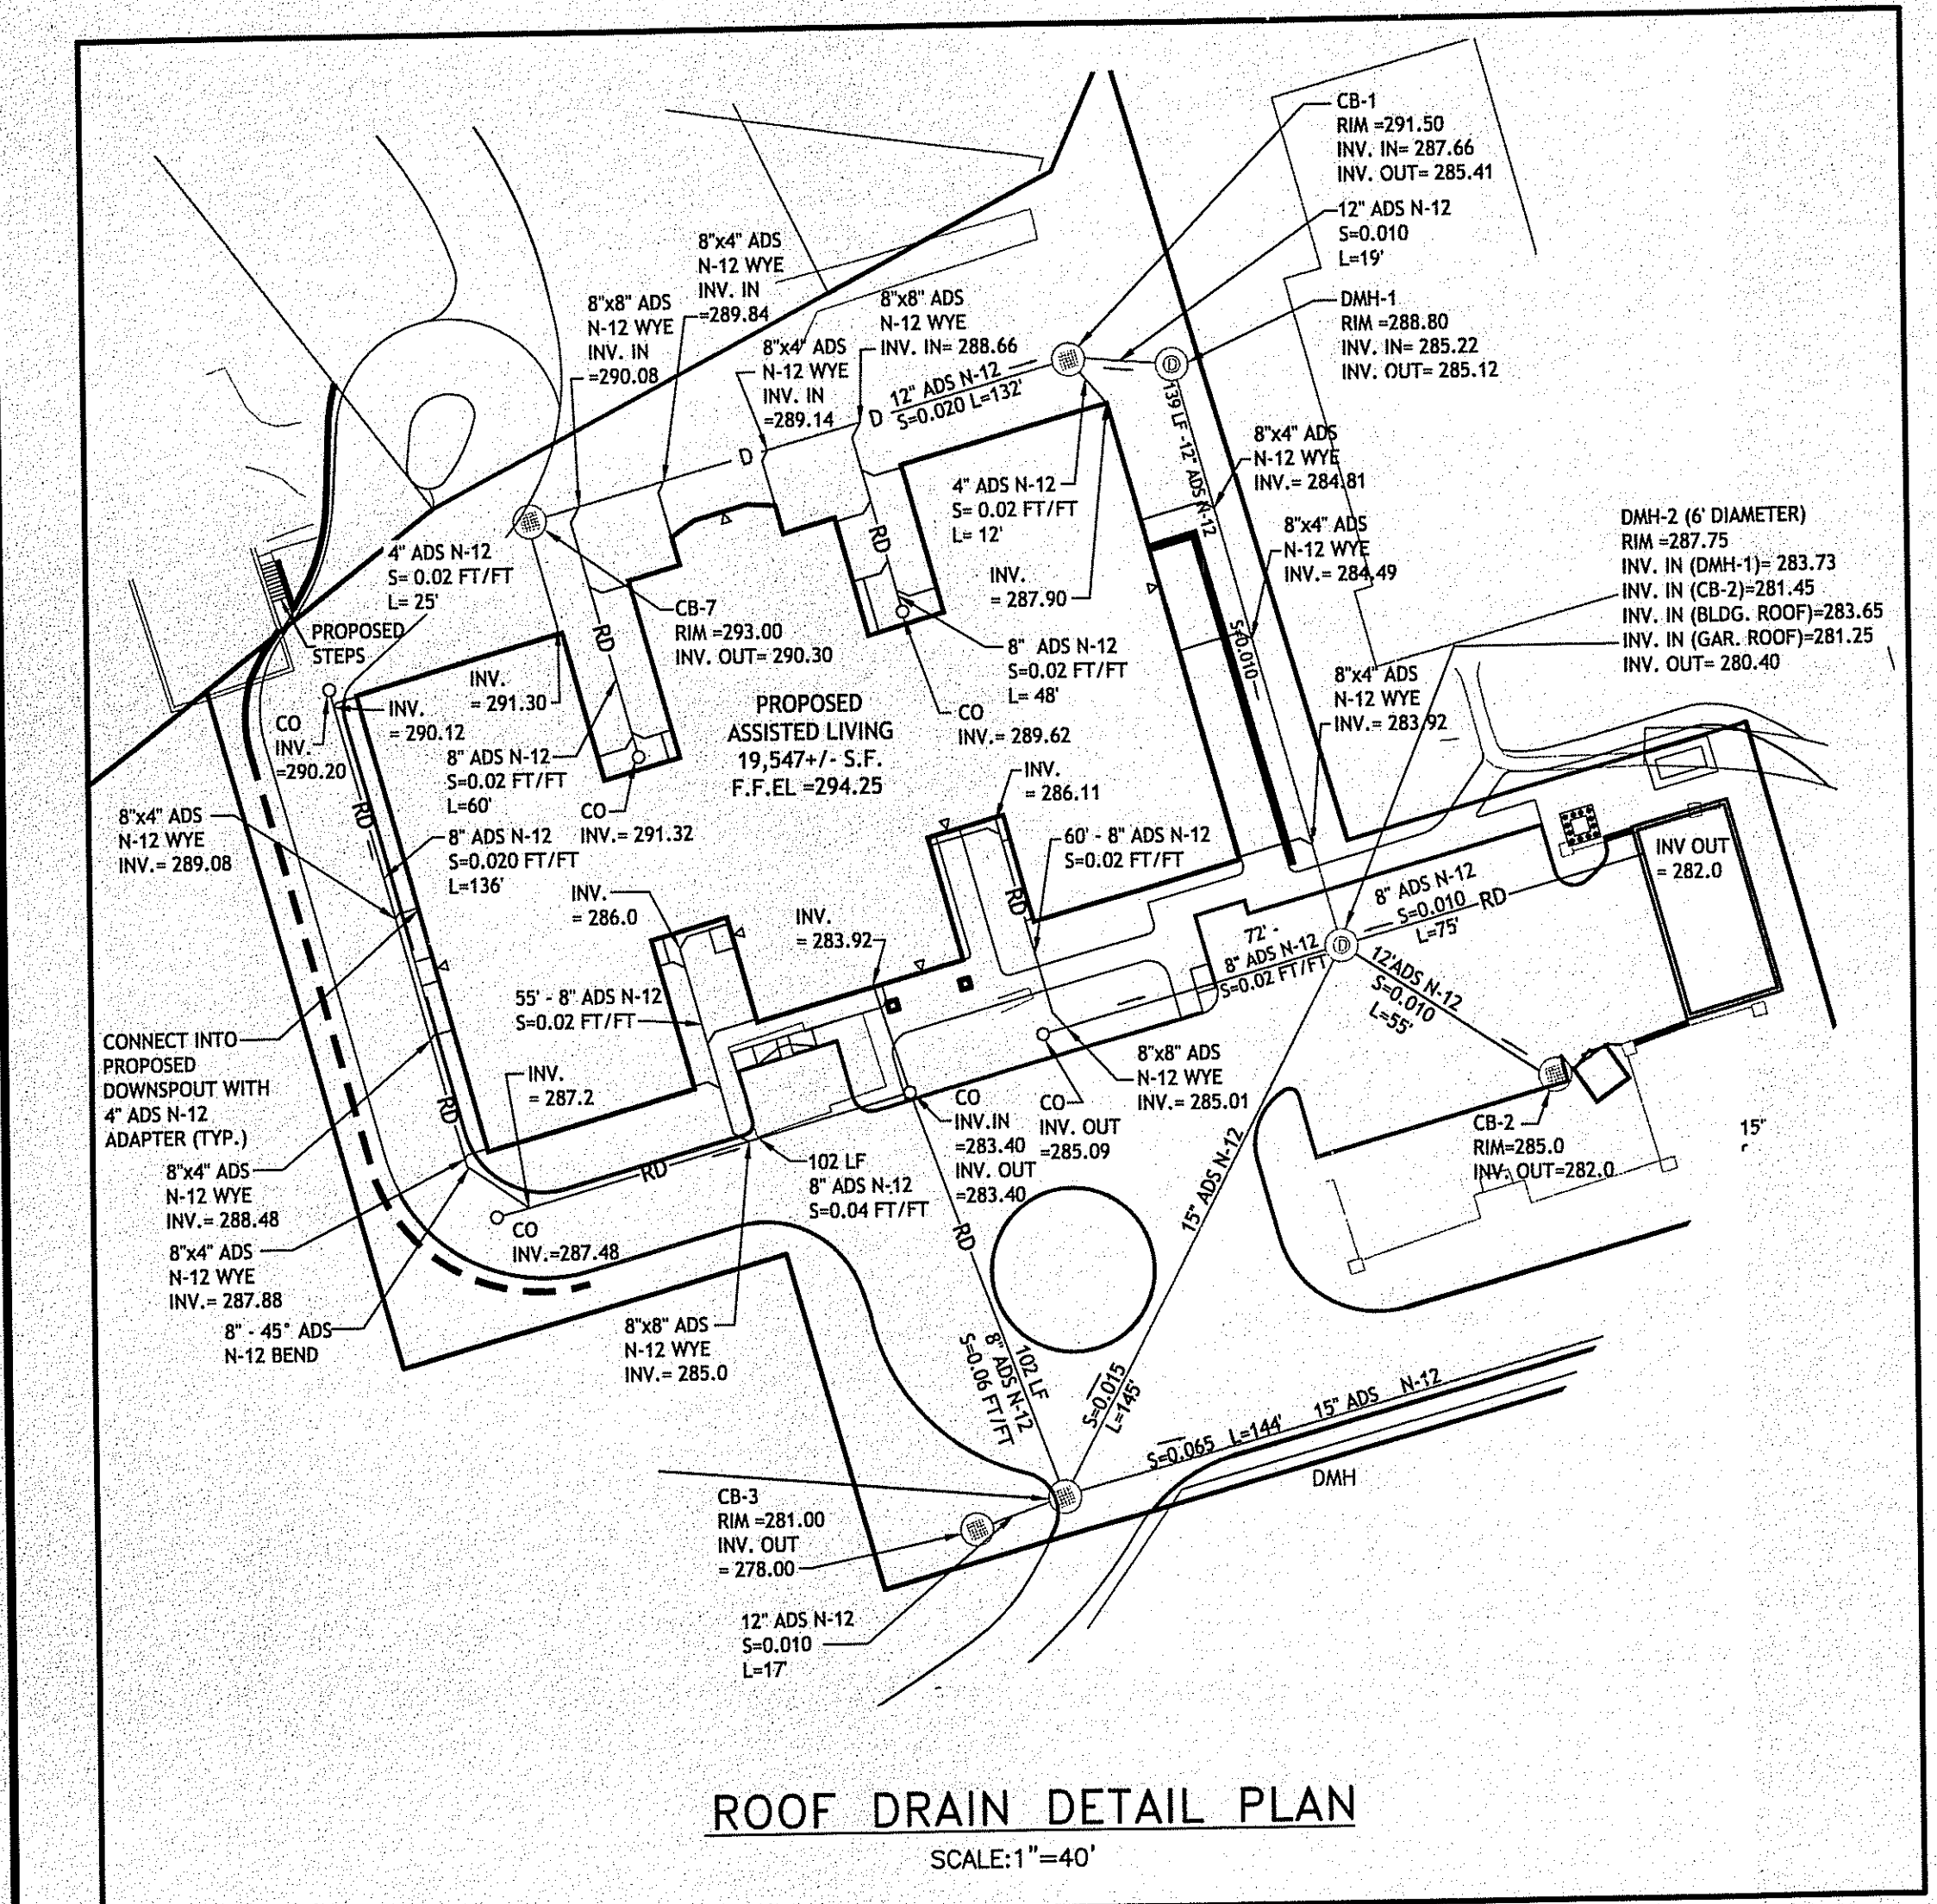 CB-1
RIM =291.50
INV. IN= 287.66
INV. OUT= 285.41
12" ADS N-12
S=0.010
L=19'
DMH-1
RIM =288.80
INV. IN= 285.22
INV. OUT= 285.12
8"x4" ADS
N-12 WYE
INV. IN
=289.84
8"x8" ADS
N-12 WYE
INV. IN
=290.08
8"x8" ADS
N-12 WYE
INV. IN= 288.66
8"x4" ADS
N-12 WYE
INV. IN
=289.14
D
D
12" ADS N-12
S=0.020 L=132'
D
139 LF -12" ADS N-12
S=0.010
8"x4" ADS
N-12 WYE
INV.= 284.81
4" ADS N-12
S= 0.02 FT/FT
L= 12'
8"x4" ADS
N-12 WYE
INV.= 284.49
DMH-2 (6' DIAMETER)
RIM =287.75
INV. IN (DMH-1)= 283.73
INV. IN (CB-2)=281.45
INV. IN (BLDG. ROOF)=283.65
INV. IN (GAR. ROOF)=281.25
INV. OUT= 280.40
4" ADS N-12
S= 0.02 FT/FT
L= 25'
INV.
= 287.90
RD
RD
CB-7
RIM =293.00
INV. OUT= 290.30
PROPOSED
STEPS
8" ADS N-12
S=0.02 FT/FT
L= 48'
8"x4" ADS
N-12 WYE
INV.= 283.92
INV.
= 291.30
PROPOSED
ASSISTED LIVING
19,547+/- S.F.
F.F.EL =294.25
CO
INV.= 289.62
INV.
= 290.12
CO
INV.
=290.20
8" ADS N-12
S=0.02 FT/FT
L=60'
CO
INV.= 291.32
INV.
= 286.11
RD
8"x4" ADS
N-12 WYE
INV.= 289.08
8" ADS N-12
S=0.020 FT/FT
L=136'
60' - 8" ADS N-12
S=0.02 FT/FT
INV OUT
= 282.0
INV.
= 286.0
INV.
= 283.92
RD
8" ADS N-12
S=0.010
RD
L=75'
72' -
8" ADS N-12
S=0.02 FT/FT
D
12'ADS N-12
S=0.010
L=55'
55' - 8" ADS N-12
S=0.02 FT/FT
CONNECT INTO
PROPOSED
DOWNSPOUT WITH
4" ADS N-12
ADAPTER (TYP.)
INV.
= 287.2
RD
8"x8" ADS
N-12 WYE
INV.= 285.01
CO
INV.IN
=283.40
INV. OUT
=283.40
CO
INV. OUT
=285.09
CB-2
RIM=285.0
INV. OUT=282.0
15"
8"x4" ADS
N-12 WYE
INV.= 288.48
RD
102 LF
8" ADS N-12
S=0.04 FT/FT
15" ADS N-12
CO
INV.=287.48
RD
8"x4" ADS
N-12 WYE
INV.= 287.88
8" - 45° ADS
N-12 BEND
8"x8" ADS
N-12 WYE
INV.= 285.0
102 LF
8" ADS N-12
S=0.06 FT/FT
S=0.015
L=145'
S=0.065 L=144' 15" ADS N-12
DMH
CB-3
RIM =281.00
INV. OUT
= 278.00
12" ADS N-12
S=0.010
L=17'
ROOF DRAIN DETAIL PLAN
SCALE:1"=40'